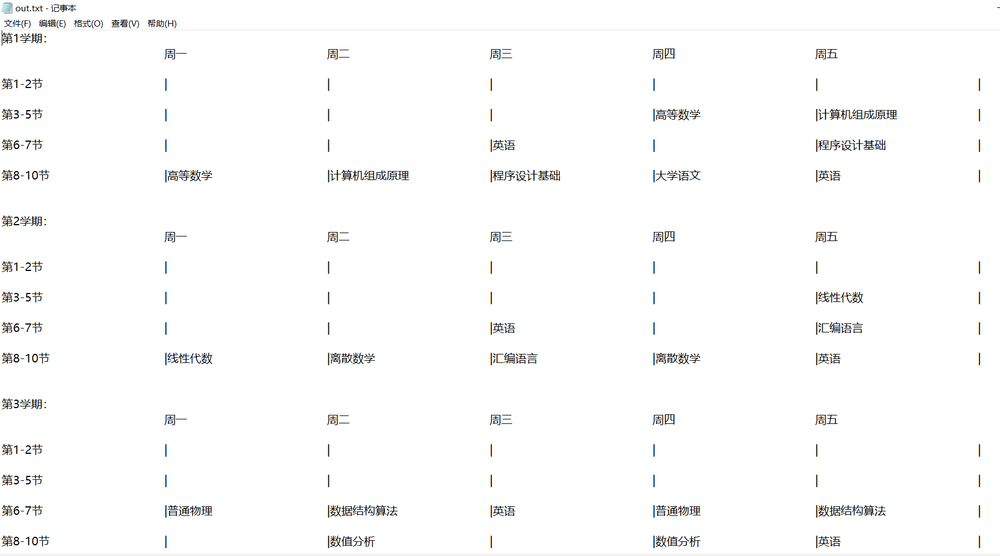 out.txt - 记事本
文件(F) 编辑(E) 格式(O) 查看(V) 帮助(H)
第1学期：
周一 周二 周三 周四 周五
第1-2节 | | | | | |
第3-5节 | | | |高等数学 |计算机组成原理 |
第6-7节 | | |英语 | |程序设计基础 |
第8-10节 |高等数学 |计算机组成原理 |程序设计基础 |大学语文 |英语 |
第2学期：
周一 周二 周三 周四 周五
第1-2节 | | | | | |
第3-5节 | | | | |线性代数 |
第6-7节 | | |英语 | |汇编语言 |
第8-10节 |线性代数 |离散数学 |汇编语言 |离散数学 |英语 |
第3学期：
周一 周二 周三 周四 周五
第1-2节 | | | | | |
第3-5节 | | | | | |
第6-7节 |普通物理 |数据结构算法 |英语 |普通物理 |数据结构算法 |
第8-10节 | |数值分析 | |数值分析 |英语 |